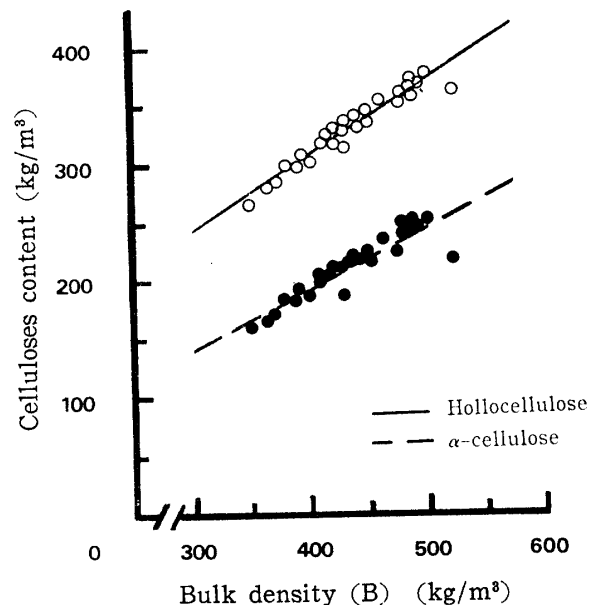 Celluloses content (kg/m³)
400
300
200
100
0
300
400
500
600
Hollocellulose
α-cellulose
Bulk density (B) (kg/m³)